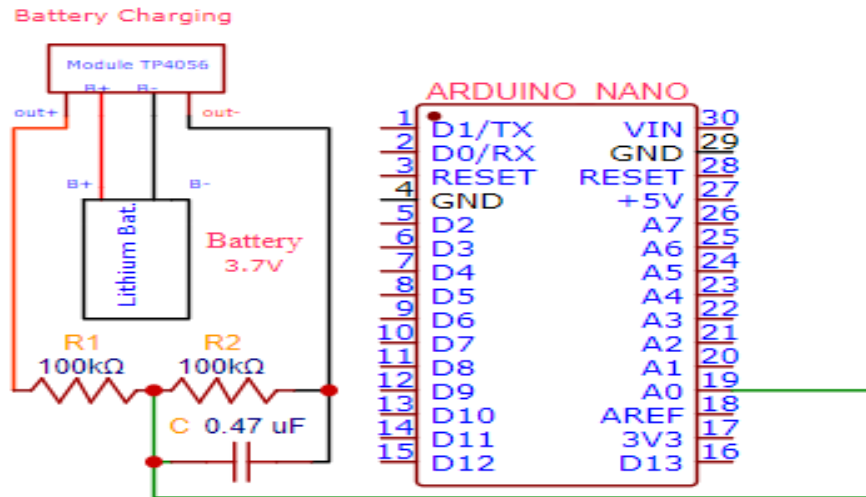 Battery Charging
Module TP4056
B+ B-
out+ out-
B+ B-
Lithium Bat.
Battery
3.7V
R1 R2
100kΩ 100kΩ
C 0.47 uF
ARDUINO NANO
1 D1/TX VIN 30
2 D0/RX GND 29
3 RESET RESET 28
4 GND +5V 27
5 D2 A7 26
6 D3 A6 25
7 D4 A5 24
8 D5 A4 23
9 D6 A3 22
10 D7 A2 21
11 D8 A1 20
12 D9 A0 19
13 D10 AREF 18
14 D11 3V3 17
15 D12 D13 16